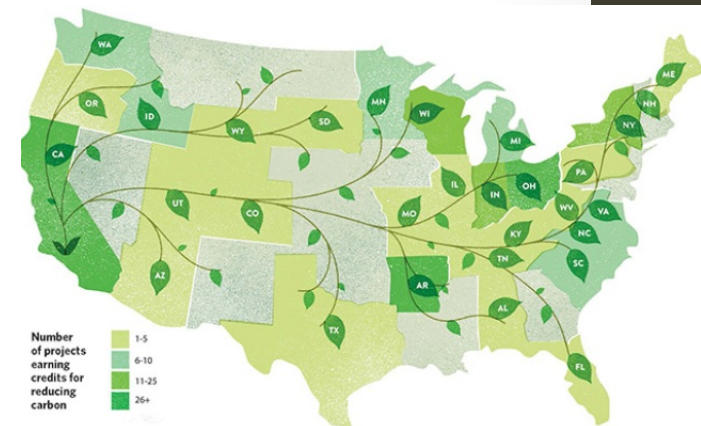 WA
ME
OR
ID
MN
NH
WI
NY
WY
SD
MI
CA
PA
IL
IN
OH
UT
CO
MO
WV
VA
KY
NC
TN
SC
AZ
AR
AL
TX
FL
Number
of projects
earning
credits for
reducing
carbon
1-5
6-10
11-25
26+